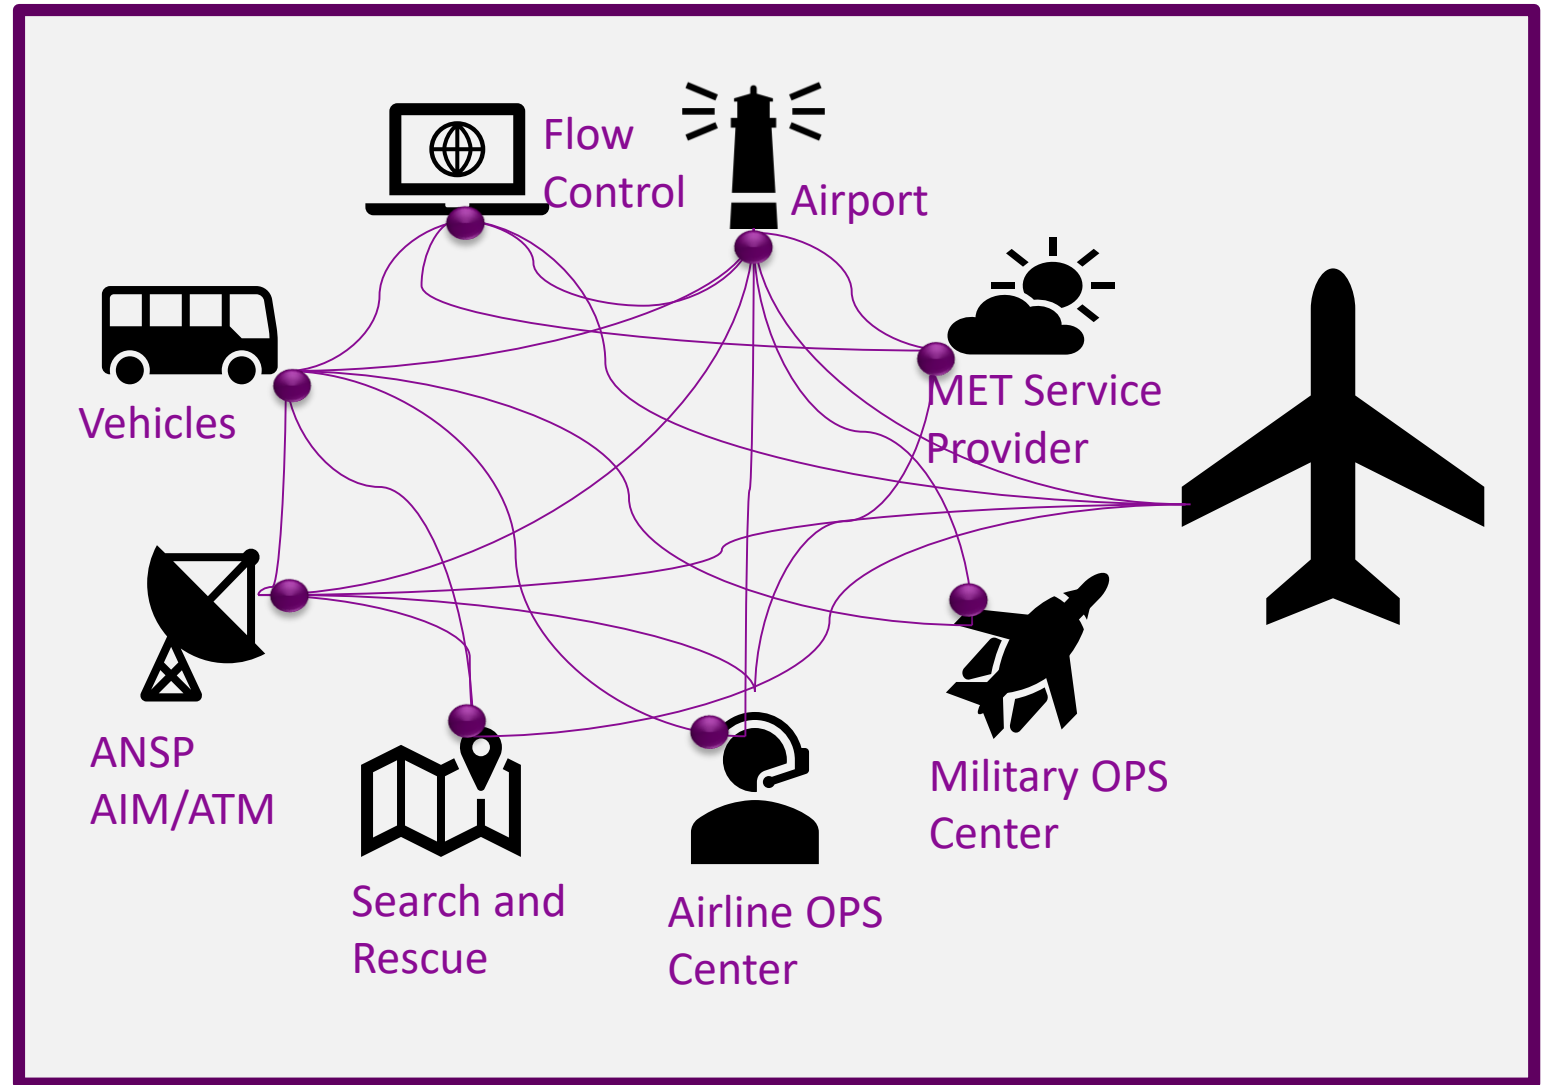 Flow
Control
Airport
MET Service
Provider
Vehicles
ANSP
AIM/ATM
Search and
Rescue
Airline OPS
Center
Military OPS
Center